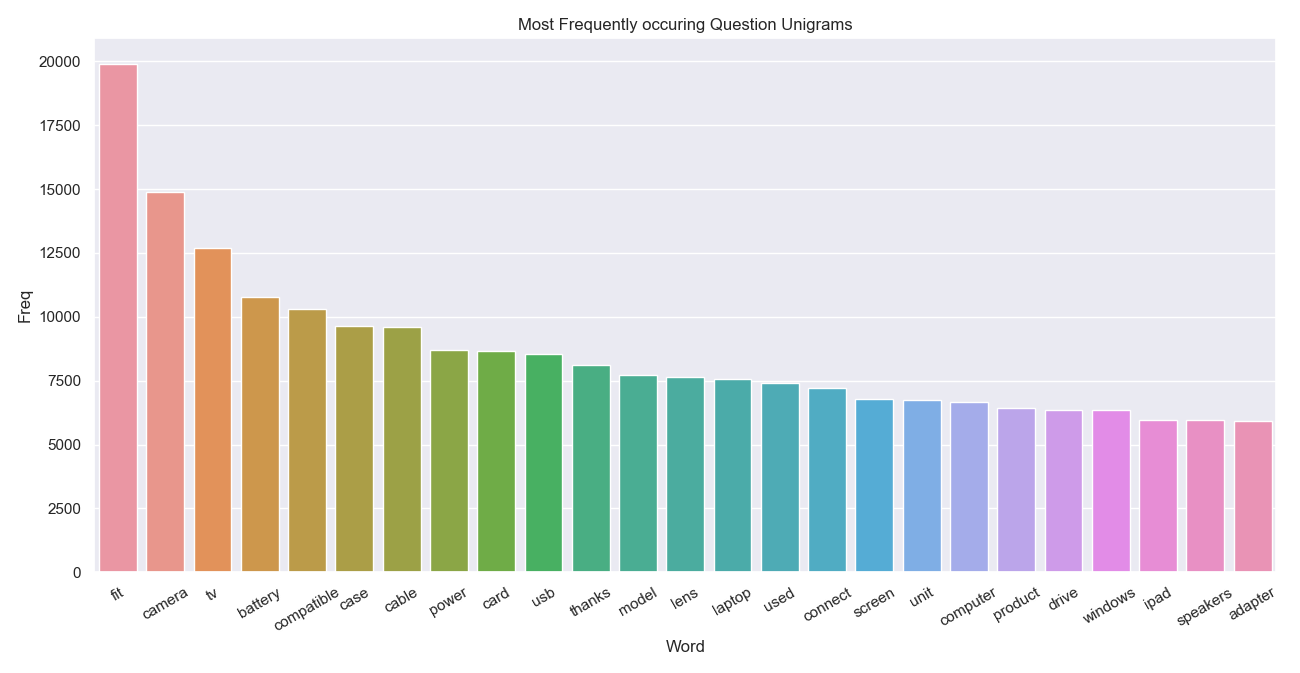 Most Frequently occuring Question Unigrams
20000
17500
15000
12500
10000
7500
5000
2500
0
Freq
fit
camera
tv
battery
compatible
case
cable
power
card
usb
thanks
model
lens
laptop
used
connect
screen
unit
computer
product
drive
windows
ipad
speakers
adapter
Word